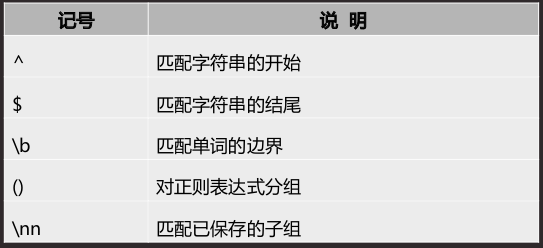 记号 说 明
^ 匹配字符串的开始
$ 匹配字符串的结尾
\b 匹配单词的边界
() 对正则表达式分组
\nn 匹配已保存的子组